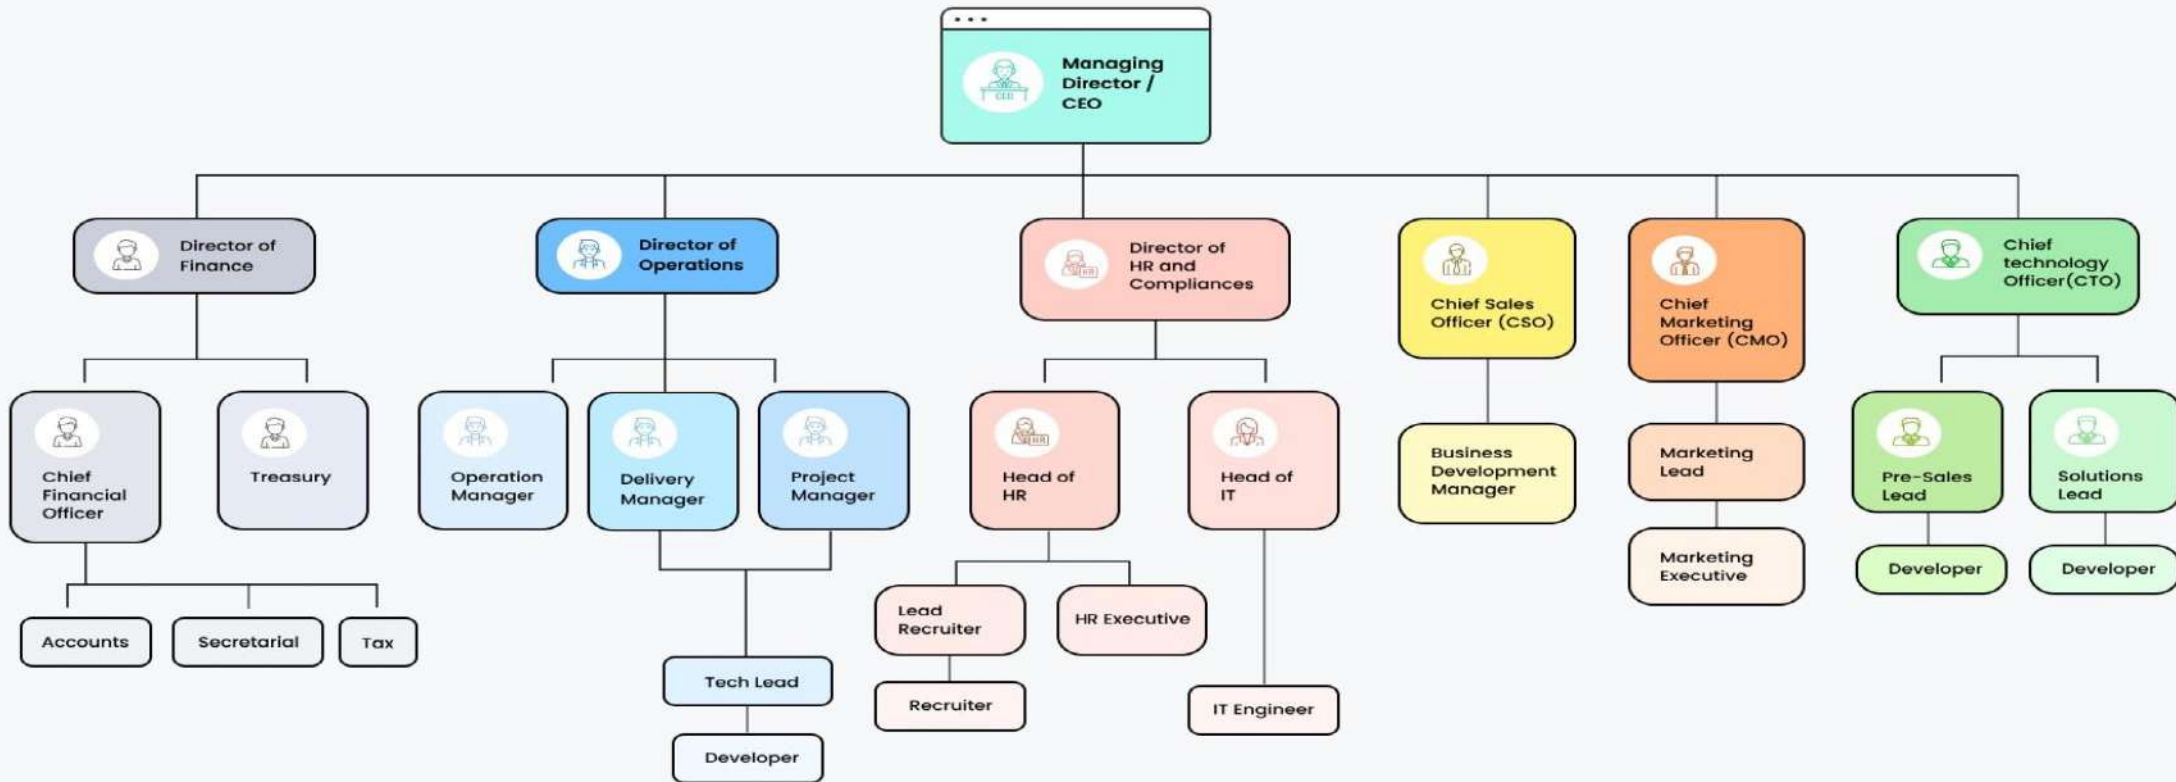 Managing
Director /
CEO
CEO
Director of
Finance
Director of
Operations
Director of
HR and
Compliances
HR
Chief Sales
Officer (CSO)
Chief
Marketing
Officer (CMO)
Chief
technology
Officer(CTO)
Chief
Financial
Officer
Treasury
Operation
Manager
Delivery
Manager
Project
Manager
Head of
HR
HR
Head of
IT
Business
Development
Manager
Marketing
Lead
Pre-Sales
Lead
Solutions
Lead
Marketing
Executive
Developer
Developer
Accounts
Secretarial
Tax
Lead
Recruiter
HR Executive
Tech Lead
Recruiter
IT Engineer
Developer